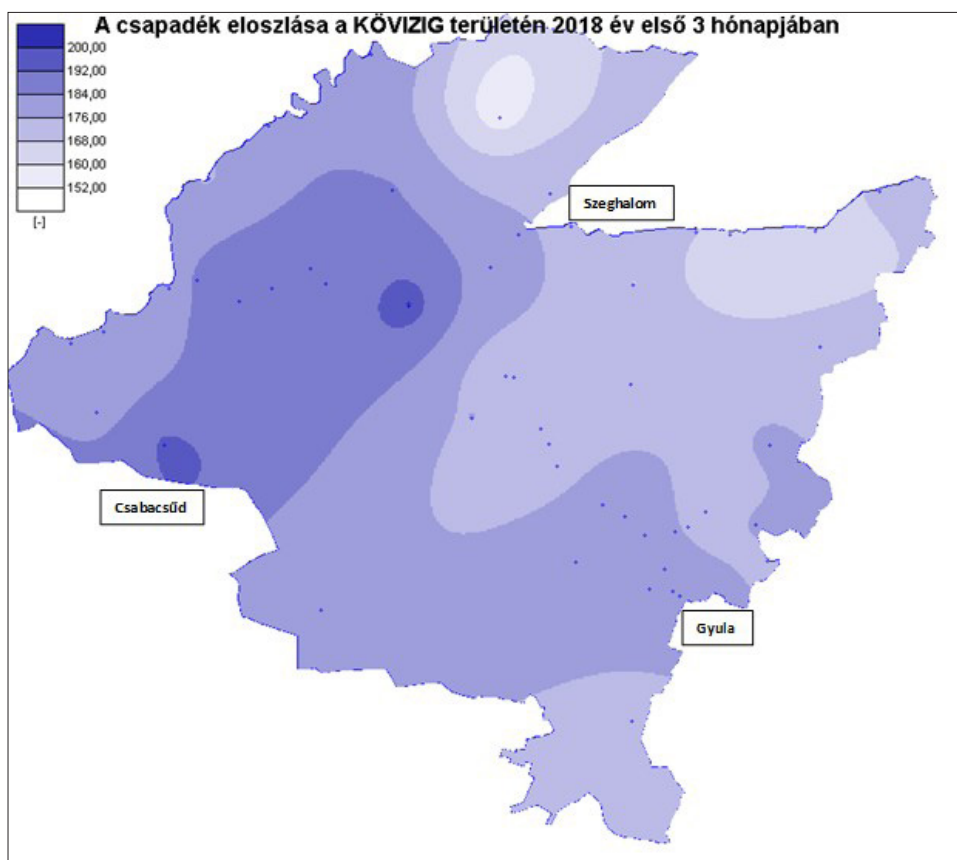 A csapadék eloszlása a KÖVIZIG területén 2018 év első 3 hónapjában
200,00
192,00
184,00
176,00
168,00
160,00
152,00
[-]
Szeghalom
Csabacsűd
Gyula